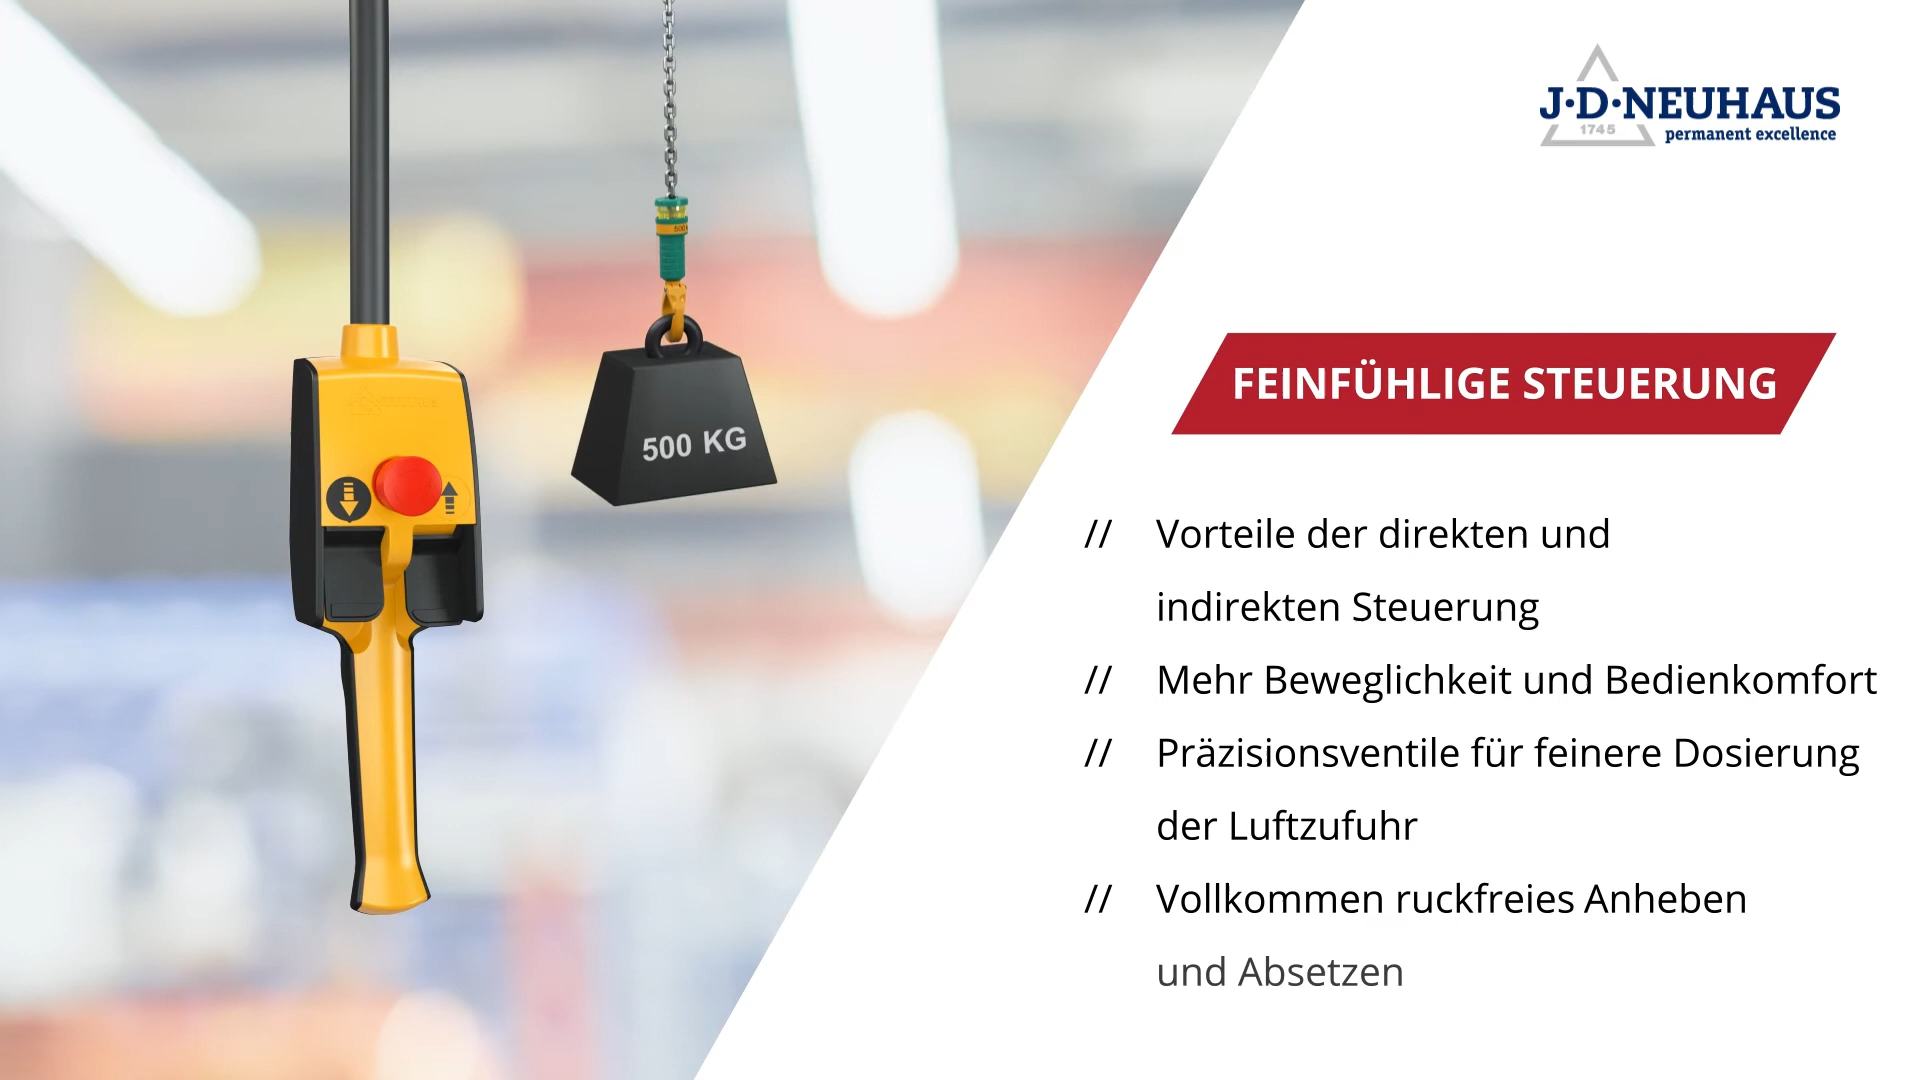 J·D·NEUHAUS
1745
permanent excellence
500
500 KG
FEINFÜHLIGE STEUERUNG
// Vorteile der direkten und
indirekten Steuerung
// Mehr Beweglichkeit und Bedienkomfort
// Präzisionsventile für feinere Dosierung
der Luftzufuhr
// Vollkommen ruckfreies Anheben
und Absetzen